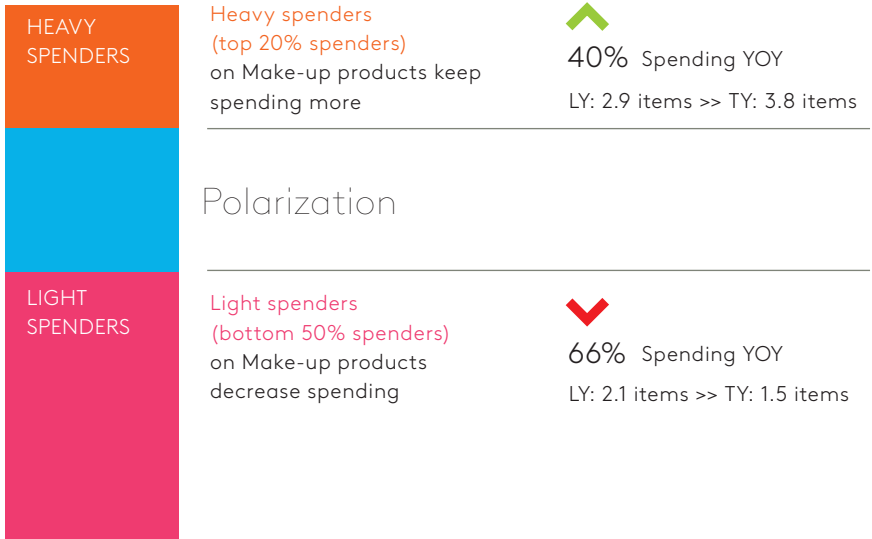 HEAVY
SPENDERS
Heavy spenders
(top 20% spenders)
on Make-up products keep
spending more
40% Spending YOY
LY: 2.9 items >> TY: 3.8 items
Polarization
LIGHT
SPENDERS
Light spenders
(bottom 50% spenders)
on Make-up products
decrease spending
66% Spending YOY
LY: 2.1 items >> TY: 1.5 items